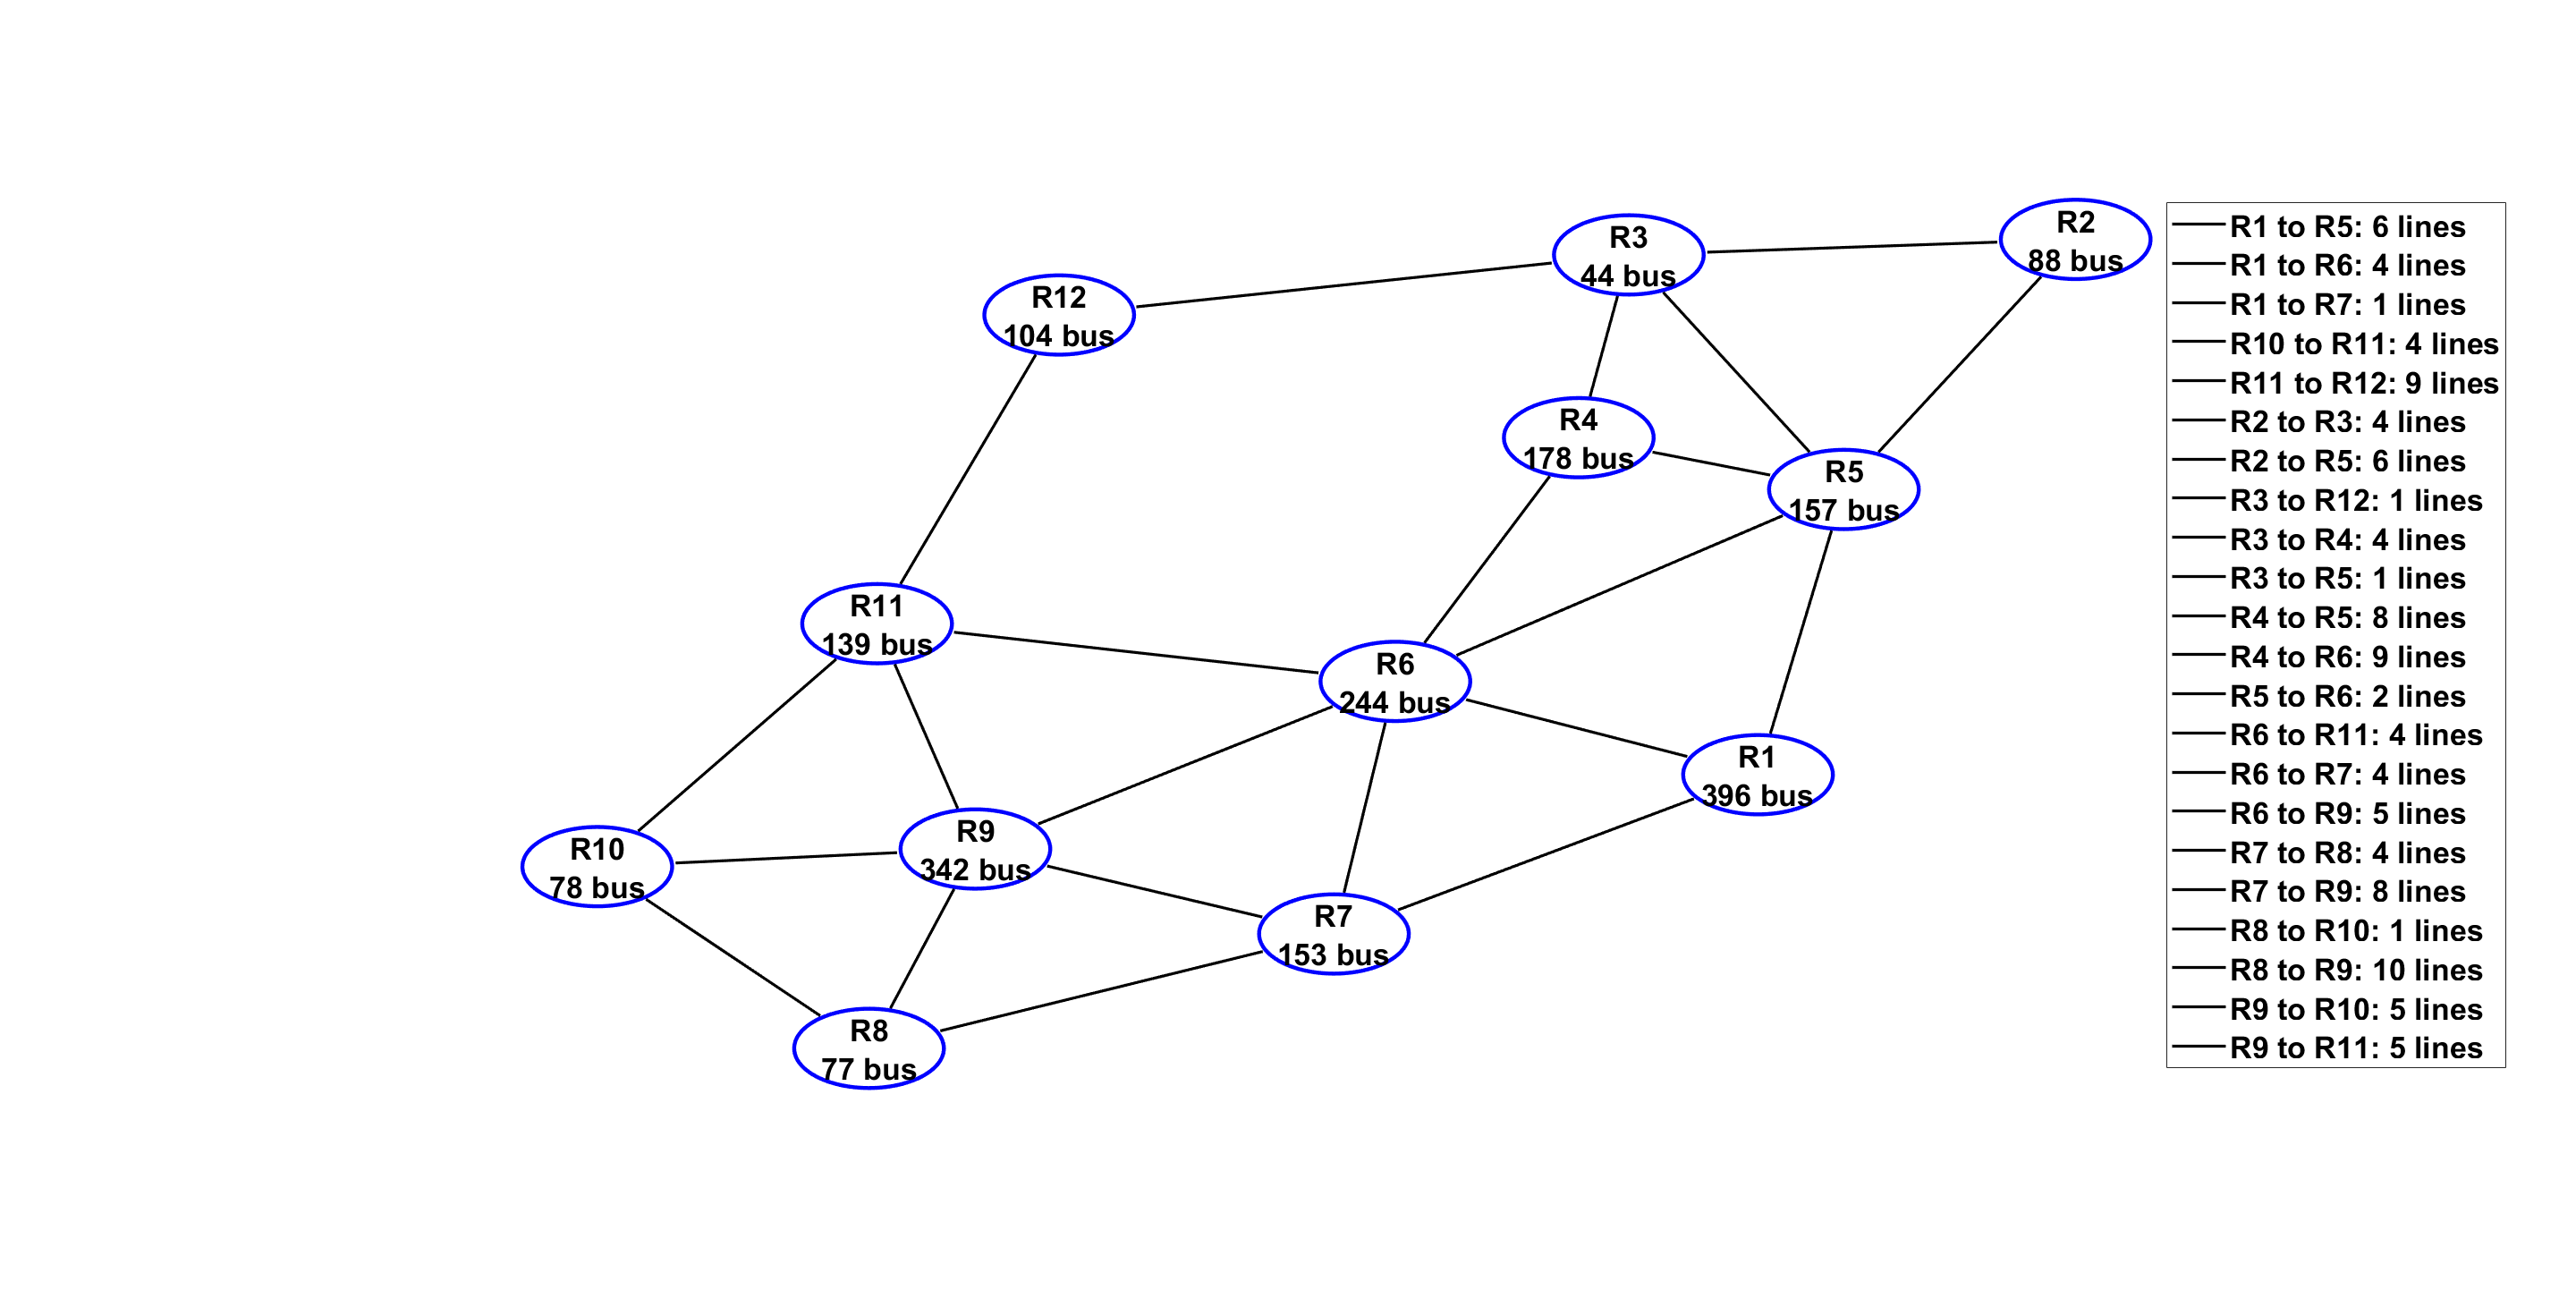 R2
88 bus
R3
44 bus
R12
104 bus
R4
178 bus
R5
157 bus
R11
139 bus
R6
244 bus
R1
396 bus
R9
342 bus
R10
78 bus
R7
153 bus
R8
77 bus
R1 to R5: 6 lines
R1 to R6: 4 lines
R1 to R7: 1 lines
R10 to R11: 4 lines
R11 to R12: 9 lines
R2 to R3: 4 lines
R2 to R5: 6 lines
R3 to R12: 1 lines
R3 to R4: 4 lines
R3 to R5: 1 lines
R4 to R5: 8 lines
R4 to R6: 9 lines
R5 to R6: 2 lines
R6 to R11: 4 lines
R6 to R7: 4 lines
R6 to R9: 5 lines
R7 to R8: 4 lines
R7 to R9: 8 lines
R8 to R10: 1 lines
R8 to R9: 10 lines
R9 to R10: 5 lines
R9 to R11: 5 lines